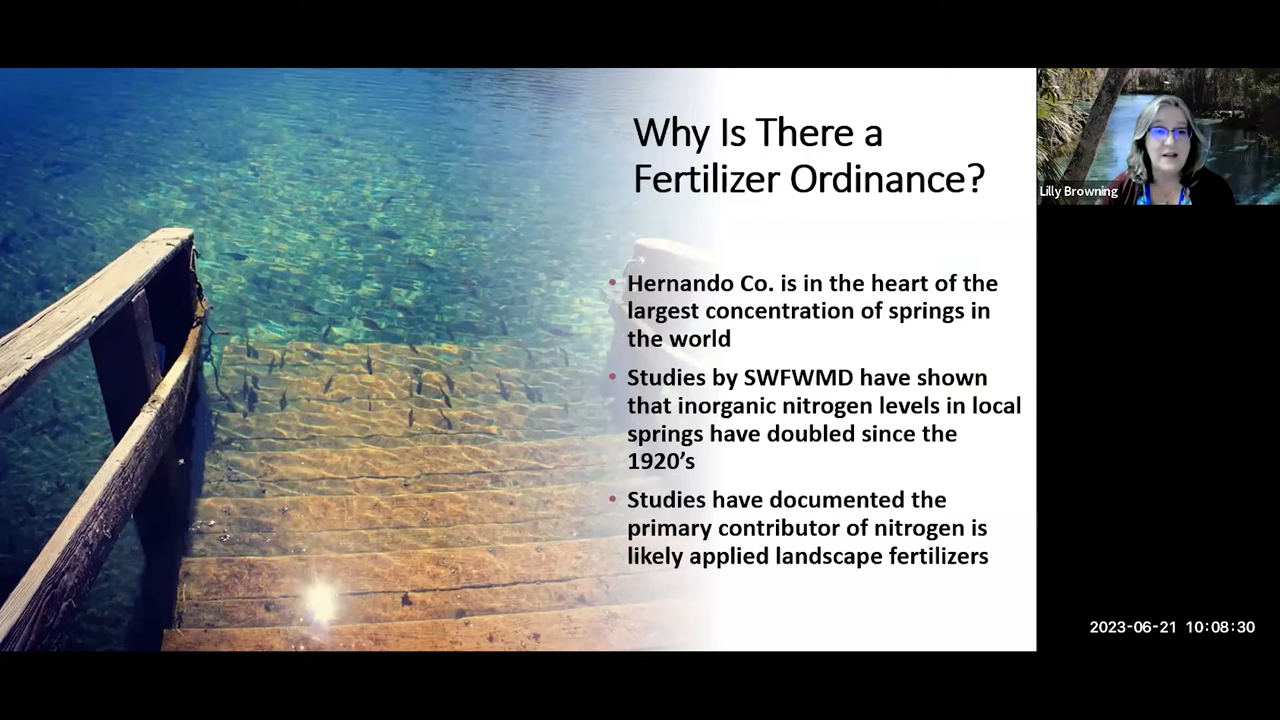 Why Is There a
Fertilizer Ordinance?
• Hernando Co. is in the heart of the
largest concentration of springs in
the world
• Studies by SWFWMD have shown
that inorganic nitrogen levels in local
springs have doubled since the
1920’s
• Studies have documented the
primary contributor of nitrogen is
likely applied landscape fertilizers
Lilly Browning
2023-06-21 10:08:30